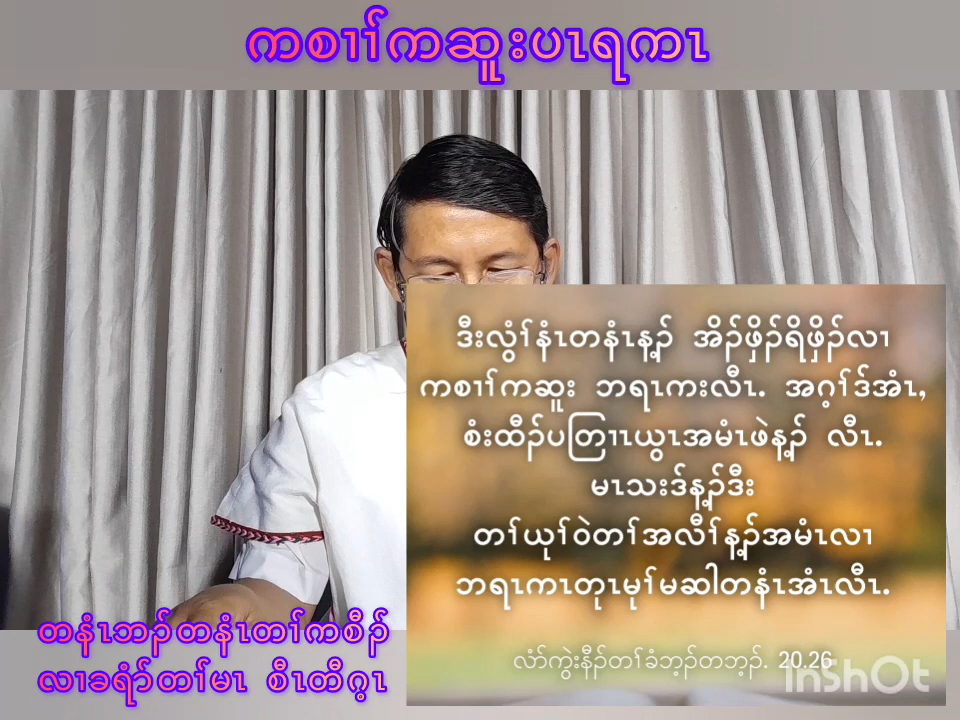 ကစၢၢ်ကဆူးပၤရကၤ
ဒီးလွံၢ်နံၤတနံၤန့ၣ် အိၣ်ဖှိၣ်ရိဖှိၣ်လၢ
ကစၢၢ်ကဆူး ဘရၤကးလီၤ. အဂ့ၢ်ဒ်အံၤ,
စံးထီၣ်ပတြၢၤယွၤအမံၤဖဲန့ၣ် လီၤ.
မၤသးဒ်န့ၣ်ဒီး
တၢ်ယုၢ်ဝဲတၢ်အလီၢ်န့ၣ်အမံၤလၢ
ဘရၤကၤတုၤမုၢ်မဆါတနံၤအံၤလီၤ.
လံာ်ကွဲးနီၣ်တၢ်ခံဘ့ၣ်တဘ့ၣ်. 20.26
InShOt
တနံၤဘၣ်တနံၤတၢ်ကစီၣ်
လၢခရံာ်တၢ်မၤ စီၤတီဂ့ၤ